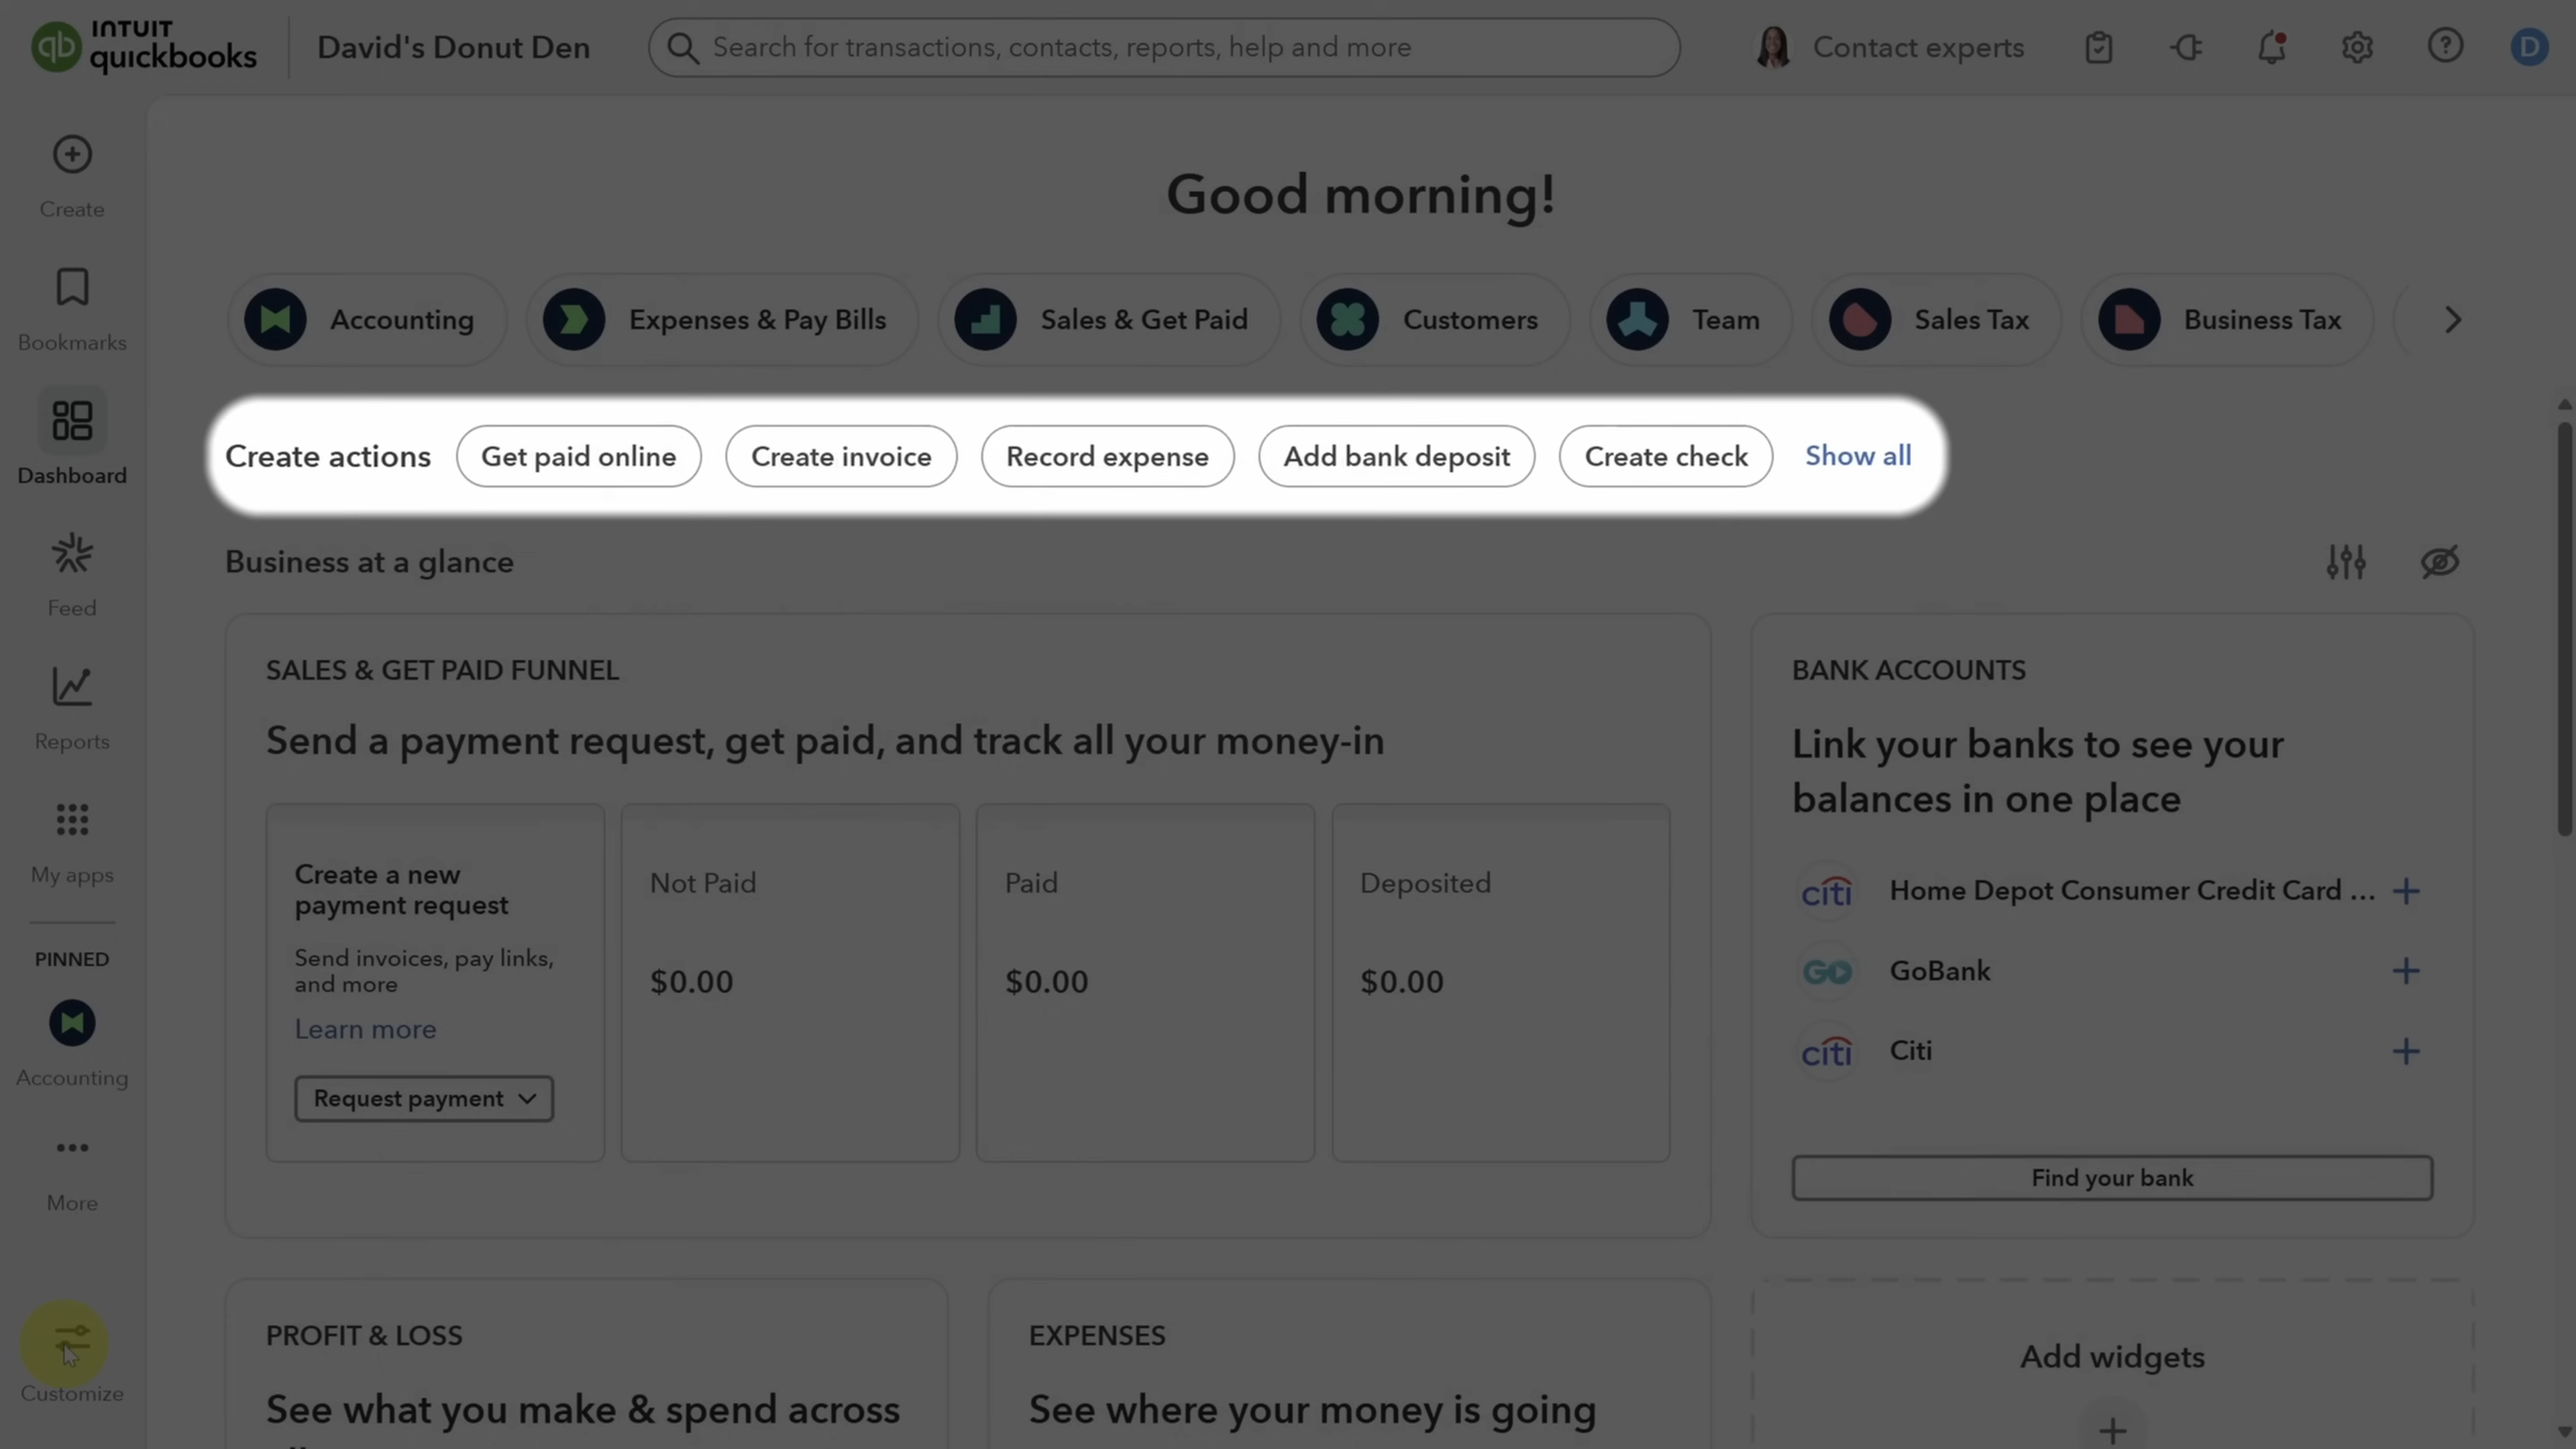 INTUIT
quickbooks
David's Donut Den
Search for transactions, contacts, reports, help and more
Contact experts
D
Create
Bookmarks
Dashboard
Feed
Reports
My apps
PINNED
Accounting
More
Customize
Good morning!
Accounting
Expenses & Pay Bills
Sales & Get Paid
Customers
Team
Sales Tax
Business Tax
Create actions
Get paid online
Create invoice
Record expense
Add bank deposit
Create check
Show all
Business at a glance
SALES & GET PAID FUNNEL
Send a payment request, get paid, and track all your money-in
Create a new
payment request
Send invoices, pay links,
and more
Learn more
Request payment
Not Paid
$0.00
Paid
$0.00
Deposited
$0.00
BANK ACCOUNTS
Link your banks to see your
balances in one place
citi
Home Depot Consumer Credit Card ...
GO
GoBank
citi
Citi
Find your bank
PROFIT & LOSS
See what you make & spend across
EXPENSES
See where your money is going
Add widgets